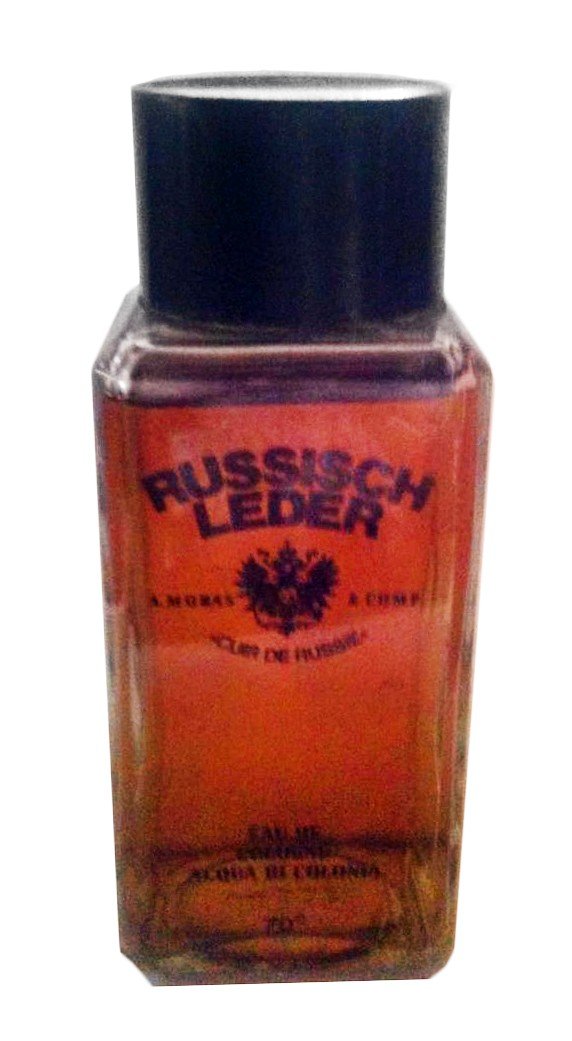 RUSSISCH
LEDER
A. MORAS & COMP.
"CUIR DE RUSSIE"
EAU DE
COLOGNE
ACQUA DI COLONIA